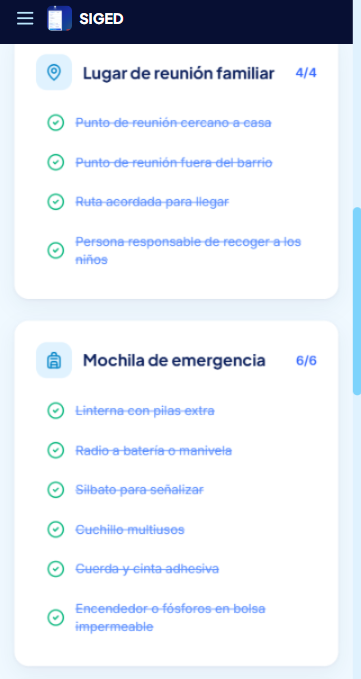 SIGED
Lugar de reunión familiar 4/4
Punto de reunión cercano a casa
Punto de reunión fuera del barrio
Ruta acordada para llegar
Persona responsable de recoger a los
niños
Mochila de emergencia 6/6
Linterna con pilas extra
Radio a batería o manivela
Silbato para señalizar
Cuchillo multiusos
Cuerda y cinta adhesiva
Encendedor o fósforos en bolsa
impermeable